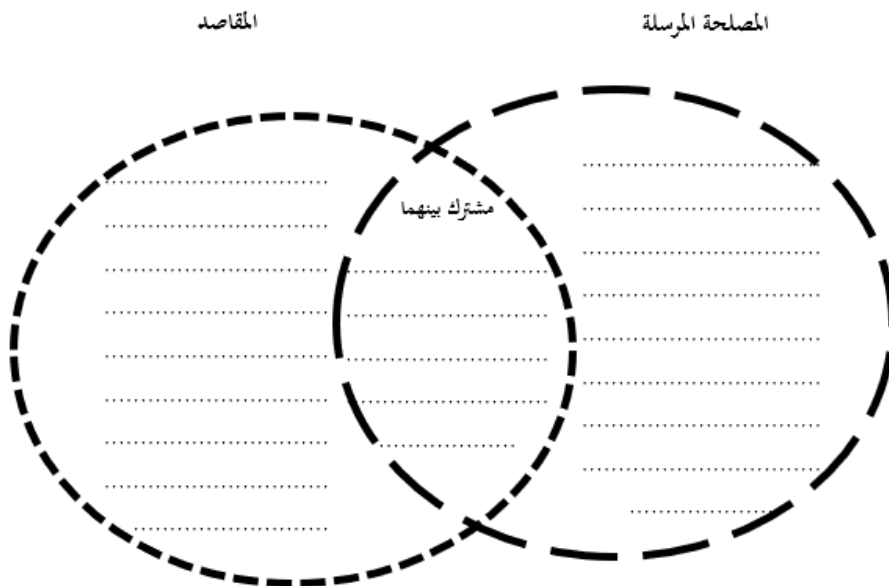 المصلحة المرسلة
المقاصد
مشترك بينهما